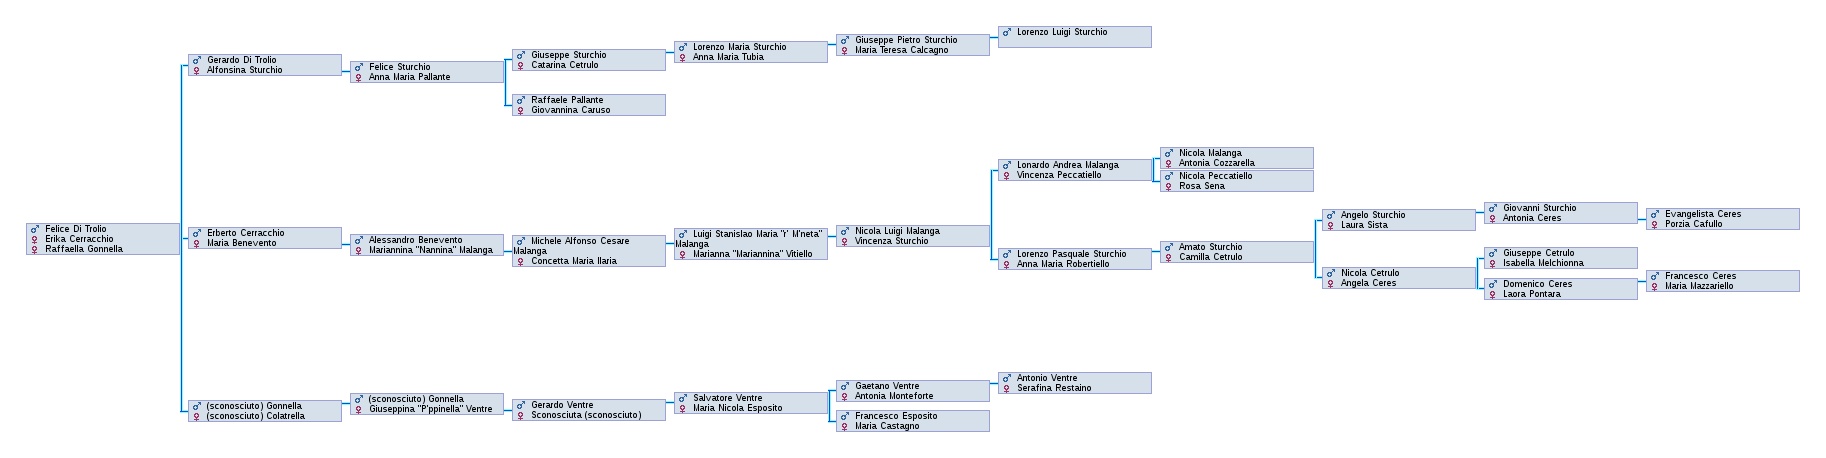 Felice Di Trolio
Erika Cerracchio
Raffaella Gonnella
Gerardo Di Trolio
Alfonsina Sturchio
Felice Sturchio
Anna Maria Pallante
Giuseppe Sturchio
Catarina Cetrulo
Lorenzo Maria Sturchio
Anna Maria Tubia
Giuseppe Pietro Sturchio
Maria Teresa Calcagno
Lorenzo Luigi Sturchio
Raffaele Pallante
Giovannina Caruso
Erberto Cerracchio
Maria Benevento
Alessandro Benevento
Mariannina "Nannina" Malanga
Michele Alfonso Cesare
Malanga
Concetta Maria Ilaria
Luigi Stanislao Maria "r' M'neta"
Malanga
Marianna "Mariannina" Vitiello
Nicola Luigi Malanga
Vincenza Sturchio
Lonardo Andrea Malanga
Vincenza Peccatiello
Nicola Malanga
Antonia Cozzarella
Nicola Peccatiello
Rosa Sena
Lorenzo Pasquale Sturchio
Anna Maria Robertiello
Amato Sturchio
Camilla Cetrulo
Angelo Sturchio
Laura Sista
Giovanni Sturchio
Antonia Ceres
Evangelista Ceres
Porzia Cafullo
Nicola Cetrulo
Angela Ceres
Giuseppe Cetrulo
Isabella Melchionna
Domenico Ceres
Laora Pontara
Francesco Ceres
Maria Mazzariello
(sconosciuto) Gonnella
(sconosciuto) Colatrella
(sconosciuto) Gonnella
Giuseppina "P'ppinella" Ventre
Gerardo Ventre
Sconosciuta (sconosciuto)
Salvatore Ventre
Maria Nicola Esposito
Gaetano Ventre
Antonia Monteforte
Antonio Ventre
Serafina Restaino
Francesco Esposito
Maria Castagno